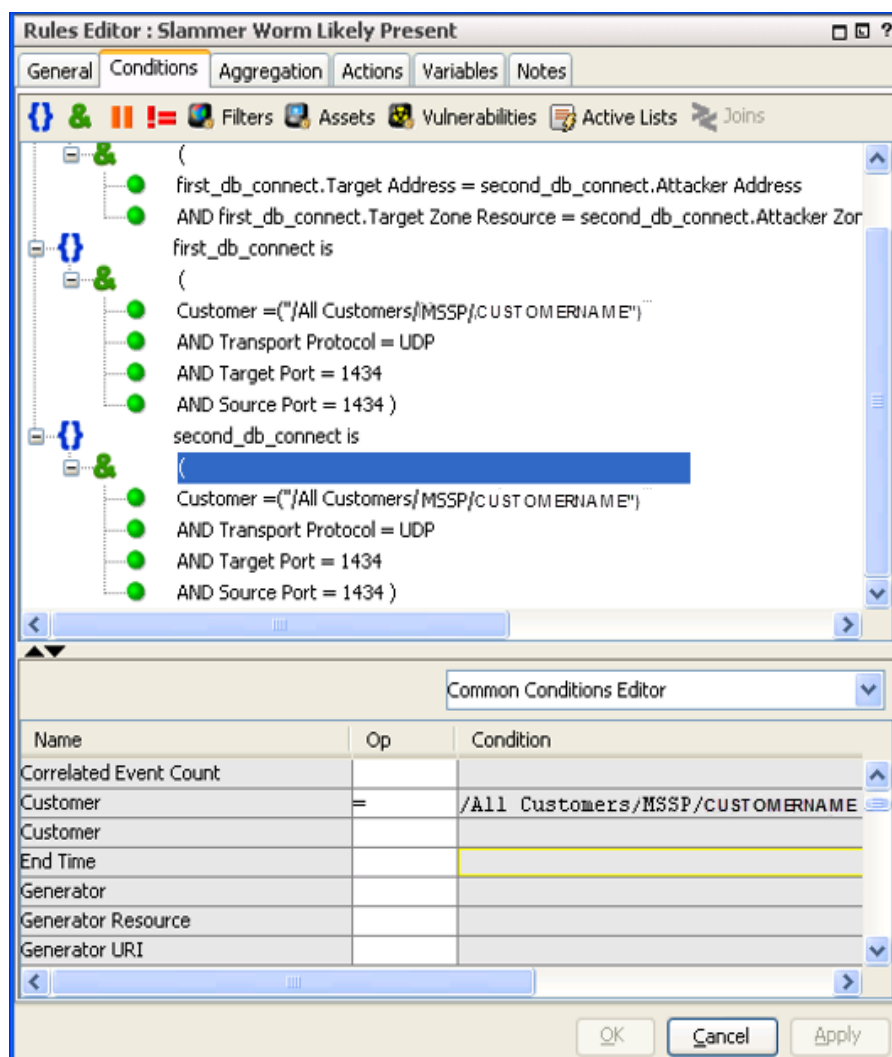 Rules Editor : Slammer Worm Likely Present ?
General Conditions Aggregation Actions Variables Notes
{} & != Filters Assets Vulnerabilities Active Lists Joins
& (
first_db_connect.Target Address = second_db_connect.Attacker Address
AND first_db_connect.Target Zone Resource = second_db_connect.Attacker Zor
{} first_db_connect is
& (
Customer =("/All Customers/MSSP/CUSTOMERNAME")
AND Transport Protocol = UDP
AND Target Port = 1434
AND Source Port = 1434 )
{} second_db_connect is
& (
Customer =("/All Customers/MSSP/CUSTOMERNAME")
AND Transport Protocol = UDP
AND Target Port = 1434
AND Source Port = 1434 )
Common Conditions Editor
Name Op Condition
Correlated Event Count
Customer = /All Customers/MSSP/CUSTOMERNAME
Customer
End Time
Generator
Generator Resource
Generator URI
OK Cancel Apply